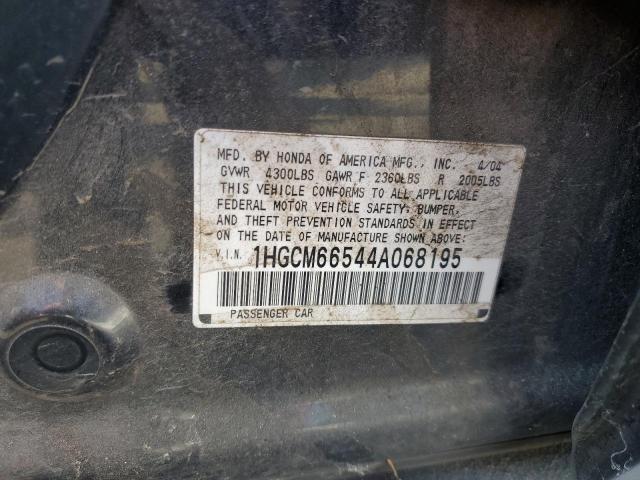 MFD. BY HONDA OF AMERICA MFG., INC. 4/04
GVWR 4300LBS GAWR F 2360LBS R 2005LBS
THIS VEHICLE CONFORMS TO ALL APPLICABLE
FEDERAL MOTOR VEHICLE SAFETY, BUMPER,
AND THEFT PREVENTION STANDARDS IN EFFECT
ON THE DATE OF MANUFACTURE SHOWN ABOVE.
V.I.N. 1HGCM66544A068195
PASSENGER CAR